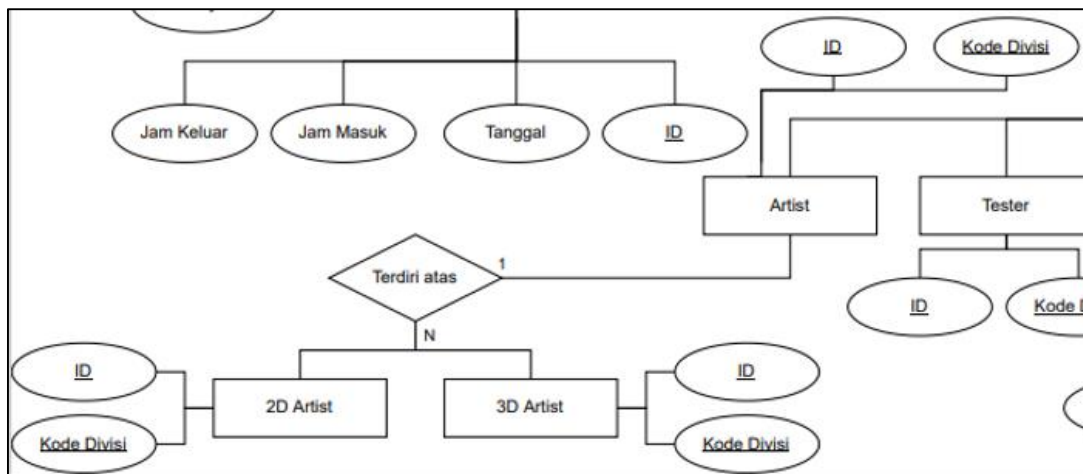 ID
Kode Divisi
Jam Keluar
Jam Masuk
Tanggal
ID
Artist
Tester
Terdiri atas
1
ID
Kode D
N
ID
2D Artist
3D Artist
ID
Kode Divisi
Kode Divisi